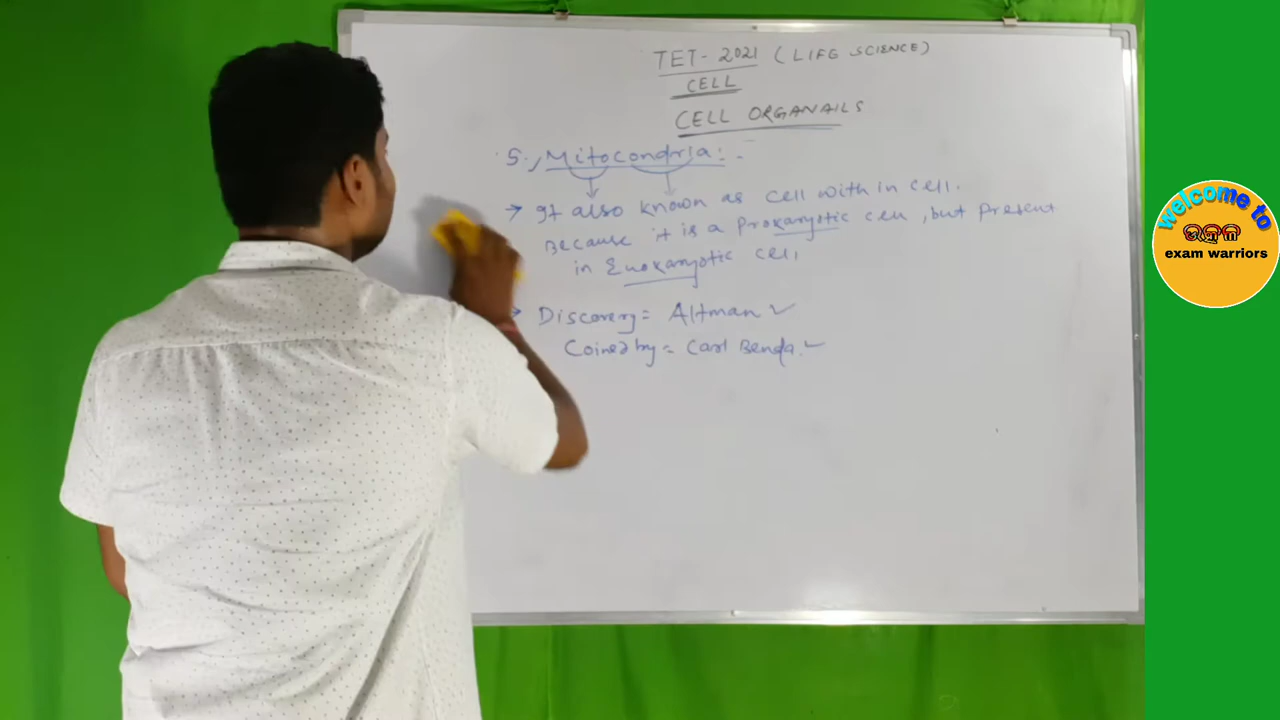 TET-2021 (LIFE SCIENCE)
CELL
CELL ORGANAILS
5., Mitocondria:-
→ It also known as cell with in cell.
Because it is a Prokaryotic cell, but Present
in Euokaryotic cell,
→ Discovery = Altman ✓
Coined by = Carl Benda. ✓
welcome to
exam warriors